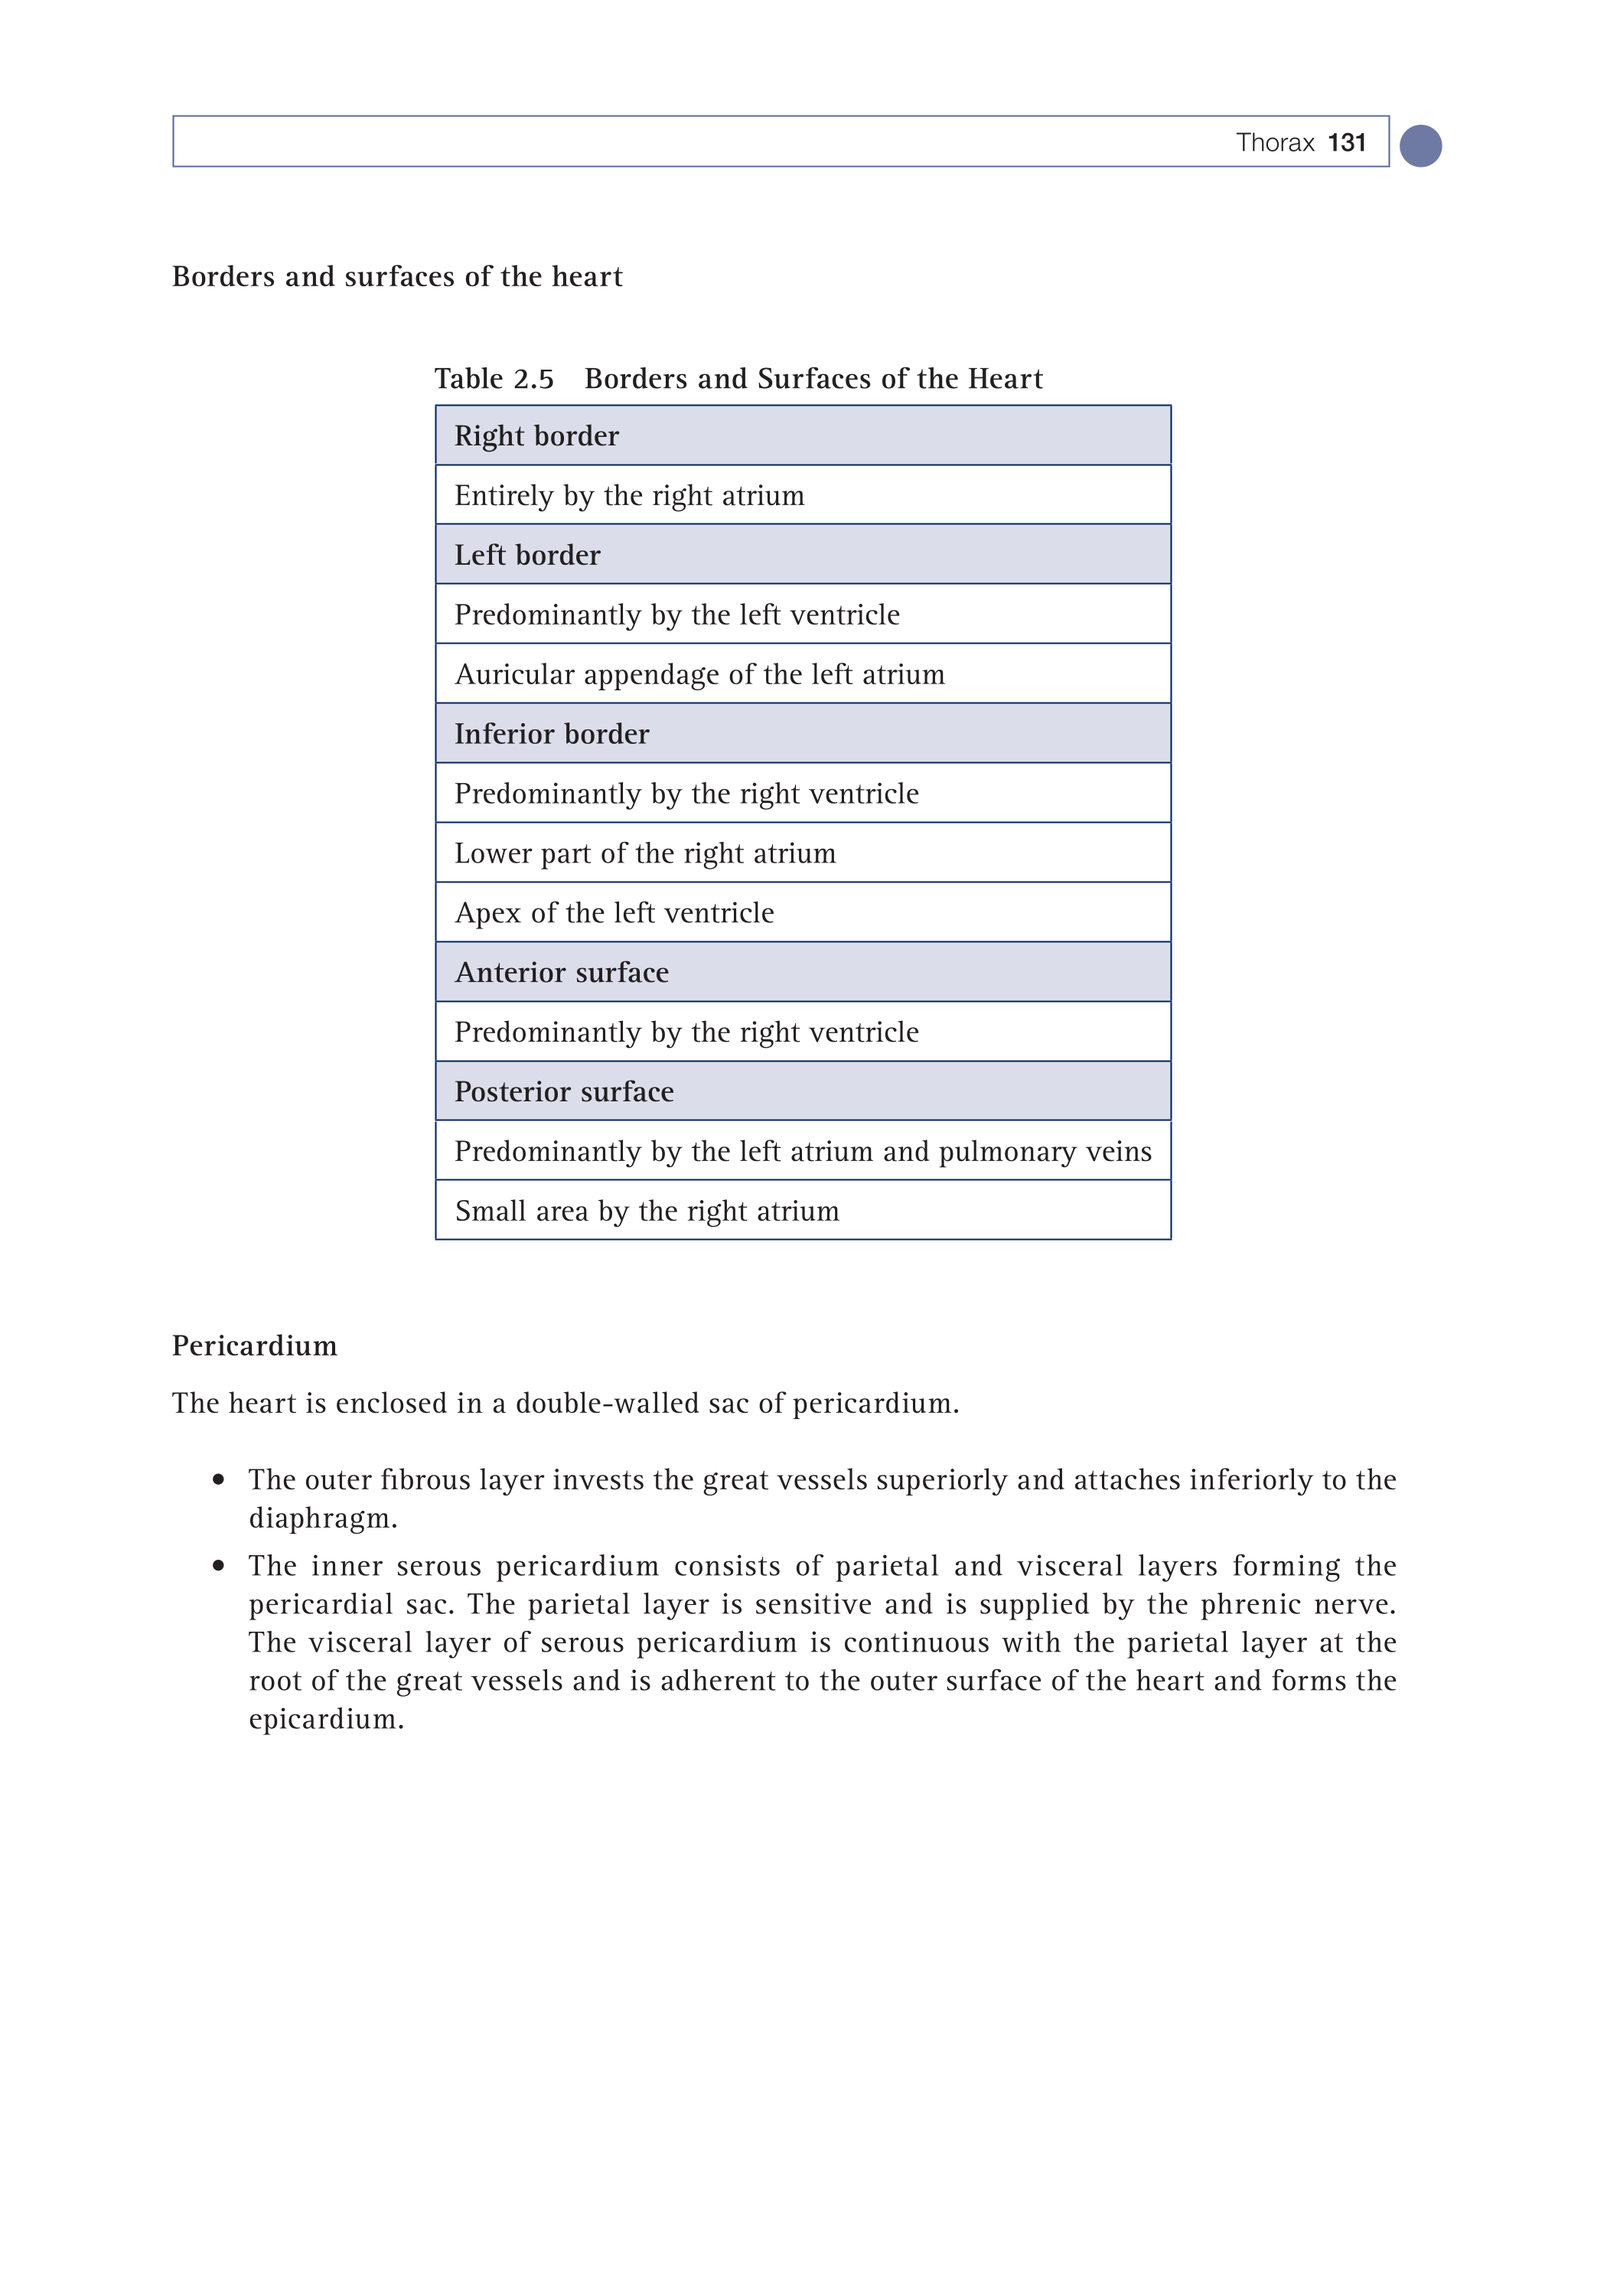 Thorax 131
Borders and surfaces of the heart
Table 2.5 Borders and Surfaces of the Heart
Right border
Entirely by the right atrium
Left border
Predominantly by the left ventricle
Auricular appendage of the left atrium
Inferior border
Predominantly by the right ventricle
Lower part of the right atrium
Apex of the left ventricle
Anterior surface
Predominantly by the right ventricle
Posterior surface
Predominantly by the left atrium and pulmonary veins
Small area by the right atrium
Pericardium
The heart is enclosed in a double-walled sac of pericardium.
• The outer fibrous layer invests the great vessels superiorly and attaches inferiorly to the
diaphragm.
• The inner serous pericardium consists of parietal and visceral layers forming the
pericardial sac. The parietal layer is sensitive and is supplied by the phrenic nerve.
The visceral layer of serous pericardium is continuous with the parietal layer at the
root of the great vessels and is adherent to the outer surface of the heart and forms the
epicardium.